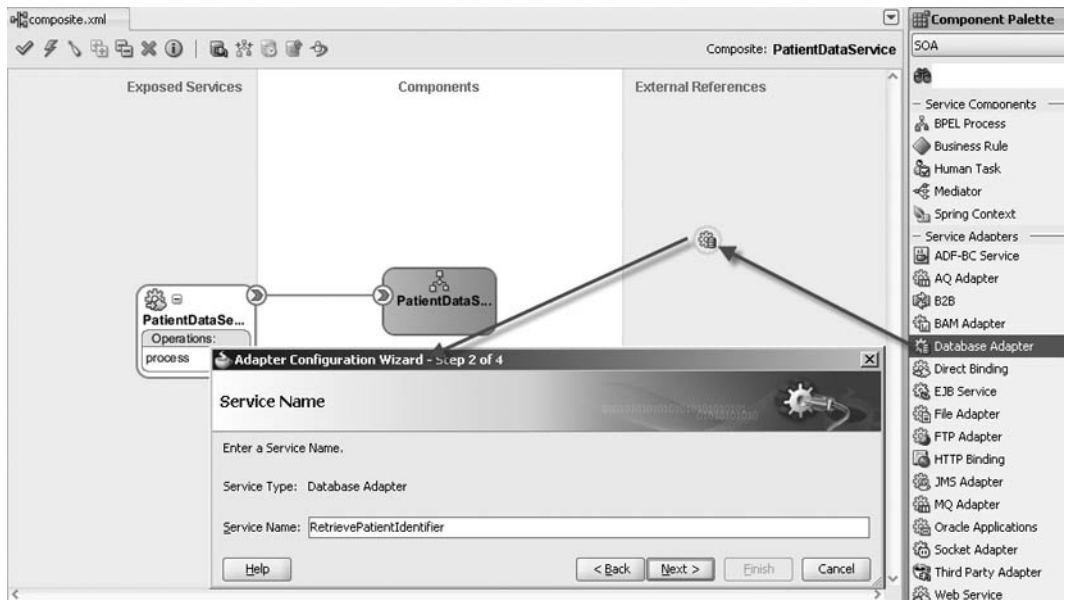 composite.xml
Composite: PatientDataService
Exposed Services
Components
External References
PatientDataSe...
Operations:
process
PatientDataS...
Adapter Configuration Wizard - Step 2 of 4
Service Name
Enter a Service Name.
Service Type: Database Adapter
Service Name: RetrievePatientIdentifier
Help
< Back
Next >
Finish
Cancel
Component Palette
SOA
Service Components
BPEL Process
Business Rule
Human Task
Mediator
Spring Context
Service Adapters
ADF-BC Service
AQ Adapter
B2B
BAM Adapter
Database Adapter
Direct Binding
EJB Service
File Adapter
FTP Adapter
HTTP Binding
JMS Adapter
MQ Adapter
Oracle Applications
Socket Adapter
Third Party Adapter
Web Service